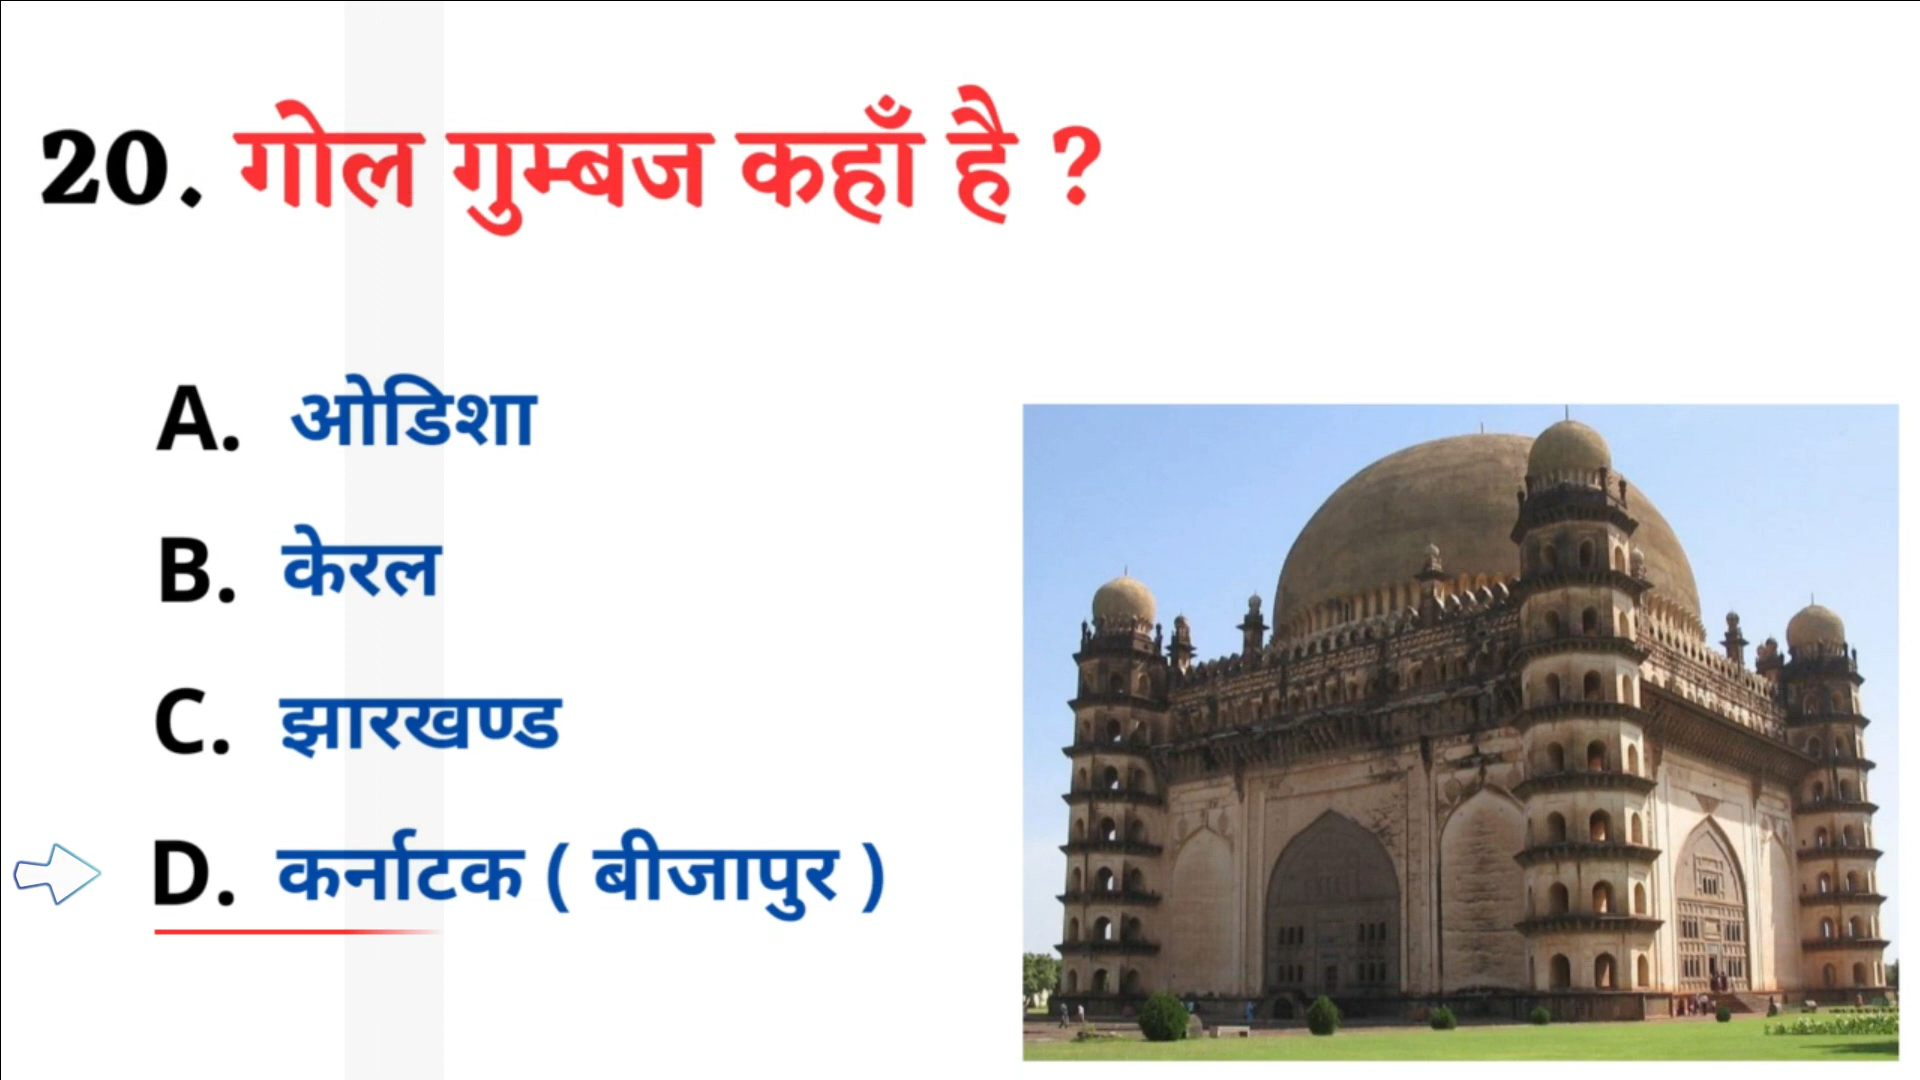 20. गोल गुम्बज कहाँ है ?
A. ओडिशा
B. केरल
C. झारखण्ड
D. कर्नाटक ( बीजापुर )